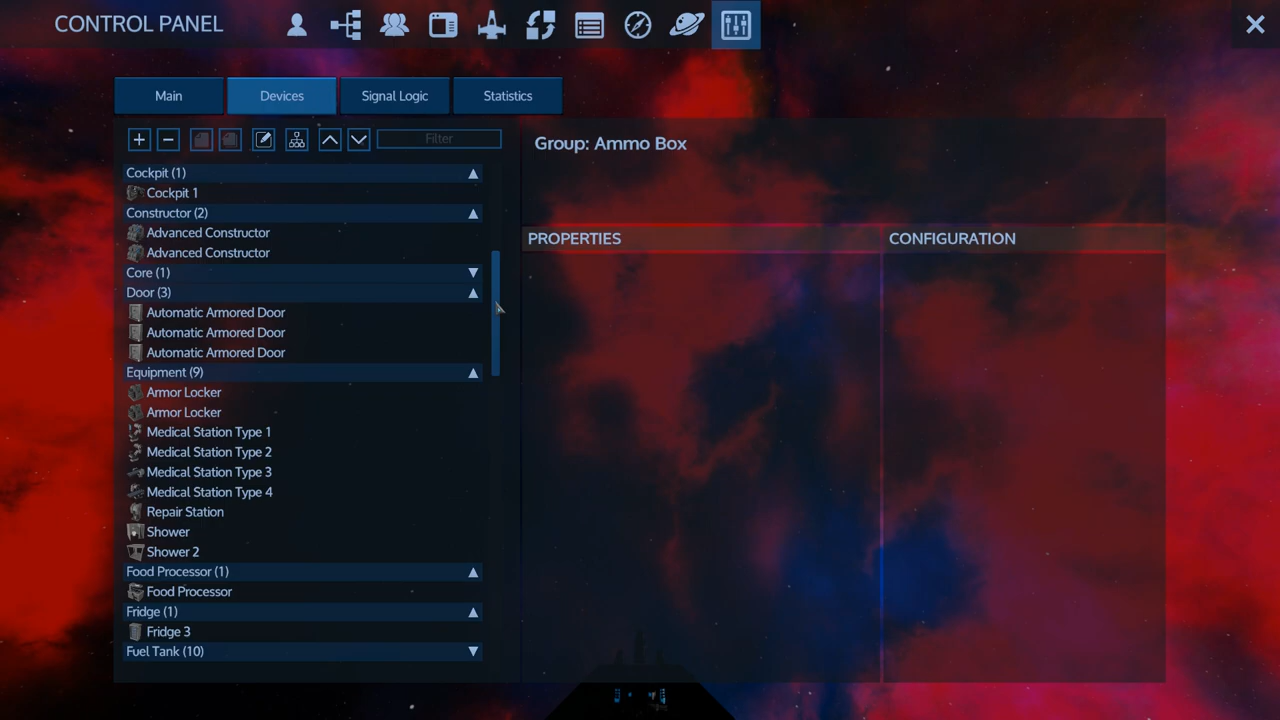 CONTROL PANEL
Main
Devices
Signal Logic
Statistics
Filter
Cockpit (1)
Cockpit 1
Constructor (2)
Advanced Constructor
Advanced Constructor
Core (1)
Door (3)
Automatic Armored Door
Automatic Armored Door
Automatic Armored Door
Equipment (9)
Armor Locker
Armor Locker
Medical Station Type 1
Medical Station Type 2
Medical Station Type 3
Medical Station Type 4
Repair Station
Shower
Shower 2
Food Processor (1)
Food Processor
Fridge (1)
Fridge 3
Fuel Tank (10)
Group: Ammo Box
PROPERTIES
CONFIGURATION